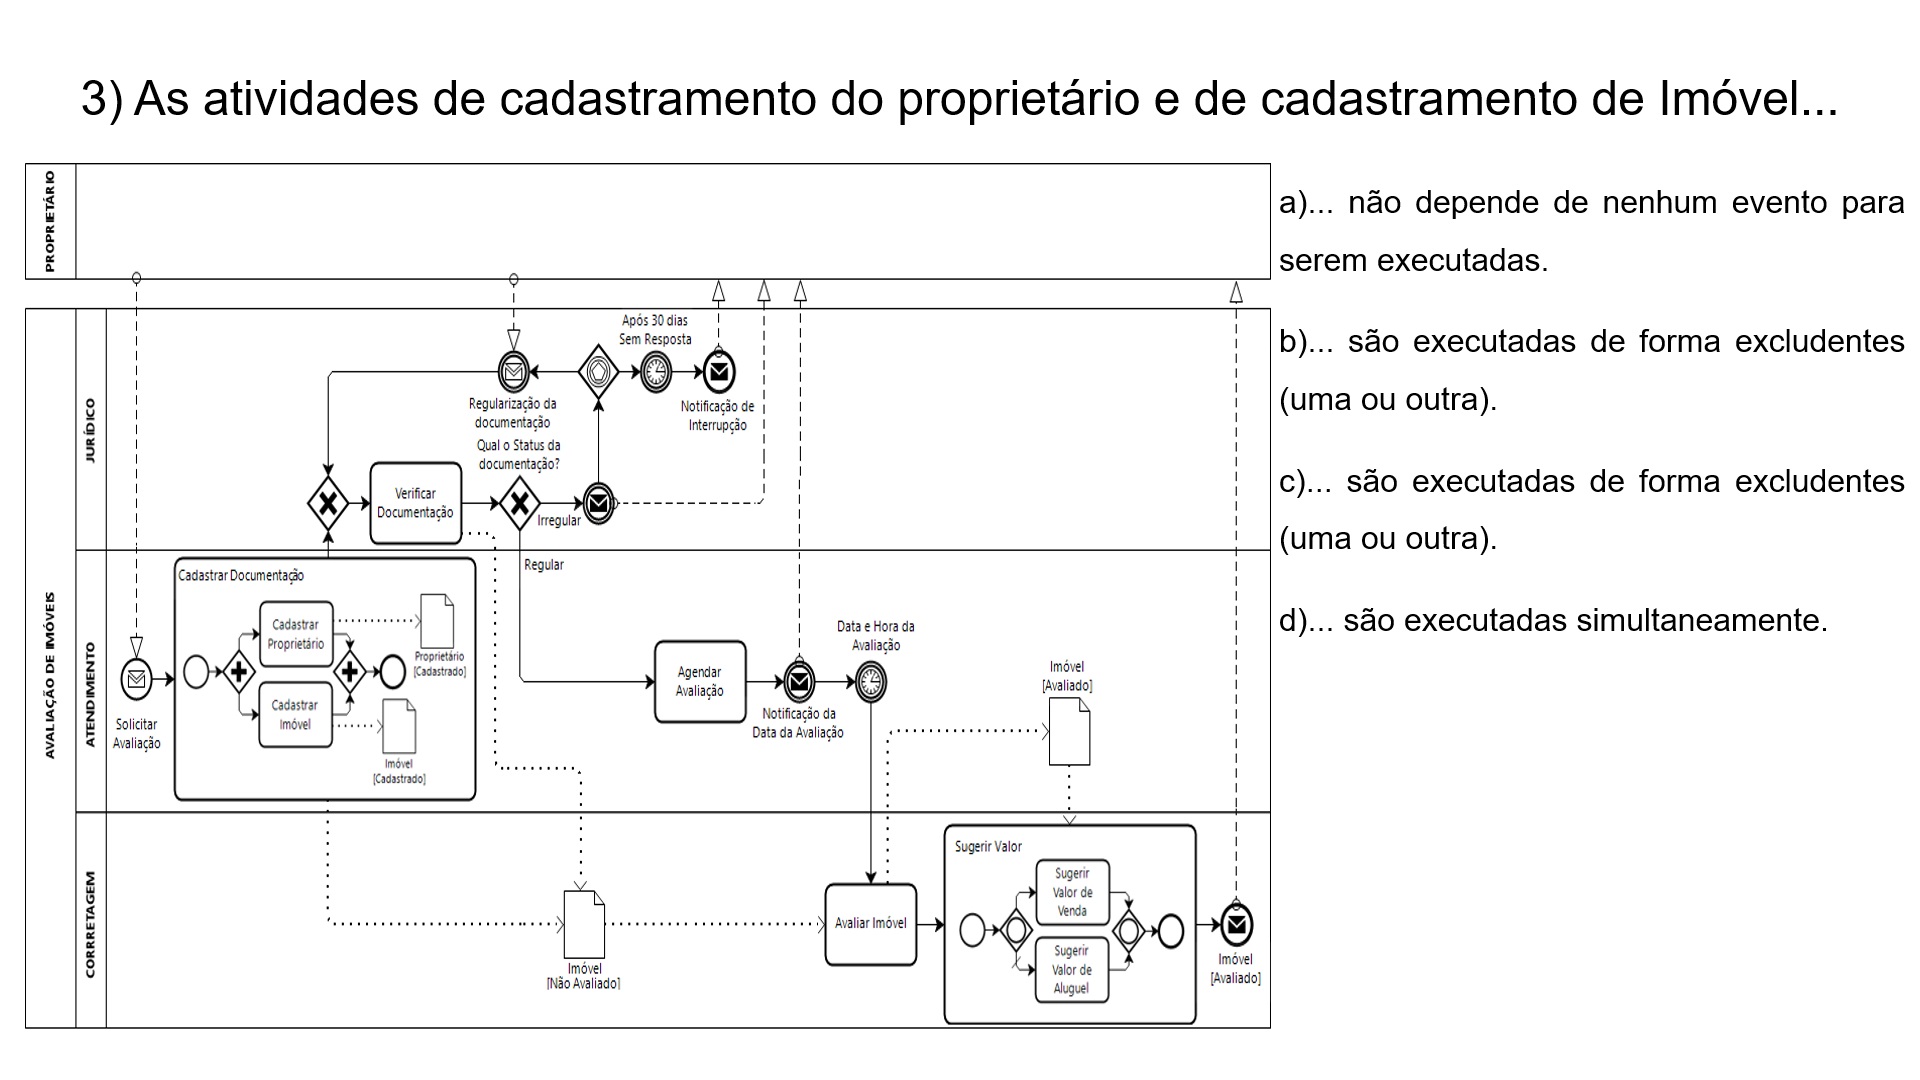 3) As atividades de cadastramento do proprietário e de cadastramento de Imóvel...
PROPRIETÁRIO
AVALIAÇÃO DE IMÓVEIS
JURÍDICO
Após 30 dias
Sem Resposta
Regularização da
documentação
Notificação de
Interrupção
Qual o Status da
documentação?
Verificar
Documentação
Irregular
Regular
ATENDIMENTO
Solicitar
Avaliação
Cadastrar Documentação
Cadastrar
Proprietário
Proprietário
[Cadastrado]
Cadastrar
Imóvel
Imóvel
[Cadastrado]
Agendar
Avaliação
Notificação da
Data da Avaliação
Data e Hora da
Avaliação
Imóvel
[Avaliado]
CORRETAGEM
Imóvel
[Não Avaliado]
Avaliar Imóvel
Sugerir Valor
Sugerir
Valor de
Venda
Sugerir
Valor de
Aluguel
Imóvel
[Avaliado]
a)... não depende de nenhum evento para
serem executadas.
b)... são executadas de forma excludentes
(uma ou outra).
c)... são executadas de forma excludentes
(uma ou outra).
d)... são executadas simultaneamente.